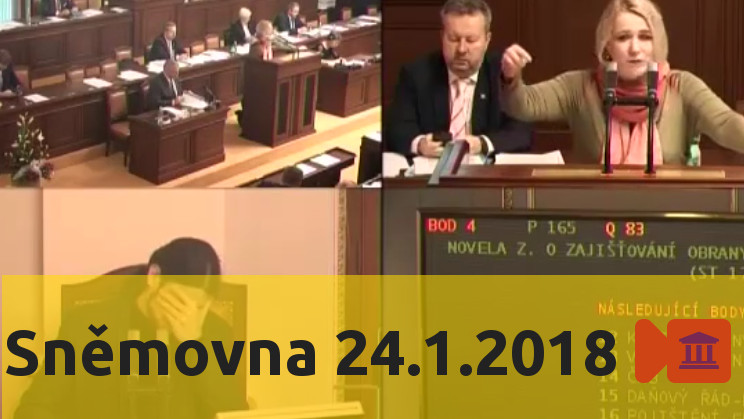 BOD 4 P 165 Q 83
NOVELA Z. O ZAJIŠŤOVÁNÍ OBRANY
(ST 1
NÁSLEDUJÍCÍ BODY
Sněmovna 24.1.2018
14
15 DAŇOVÝ ŘÁD
16 POJIŠTĚNÍ